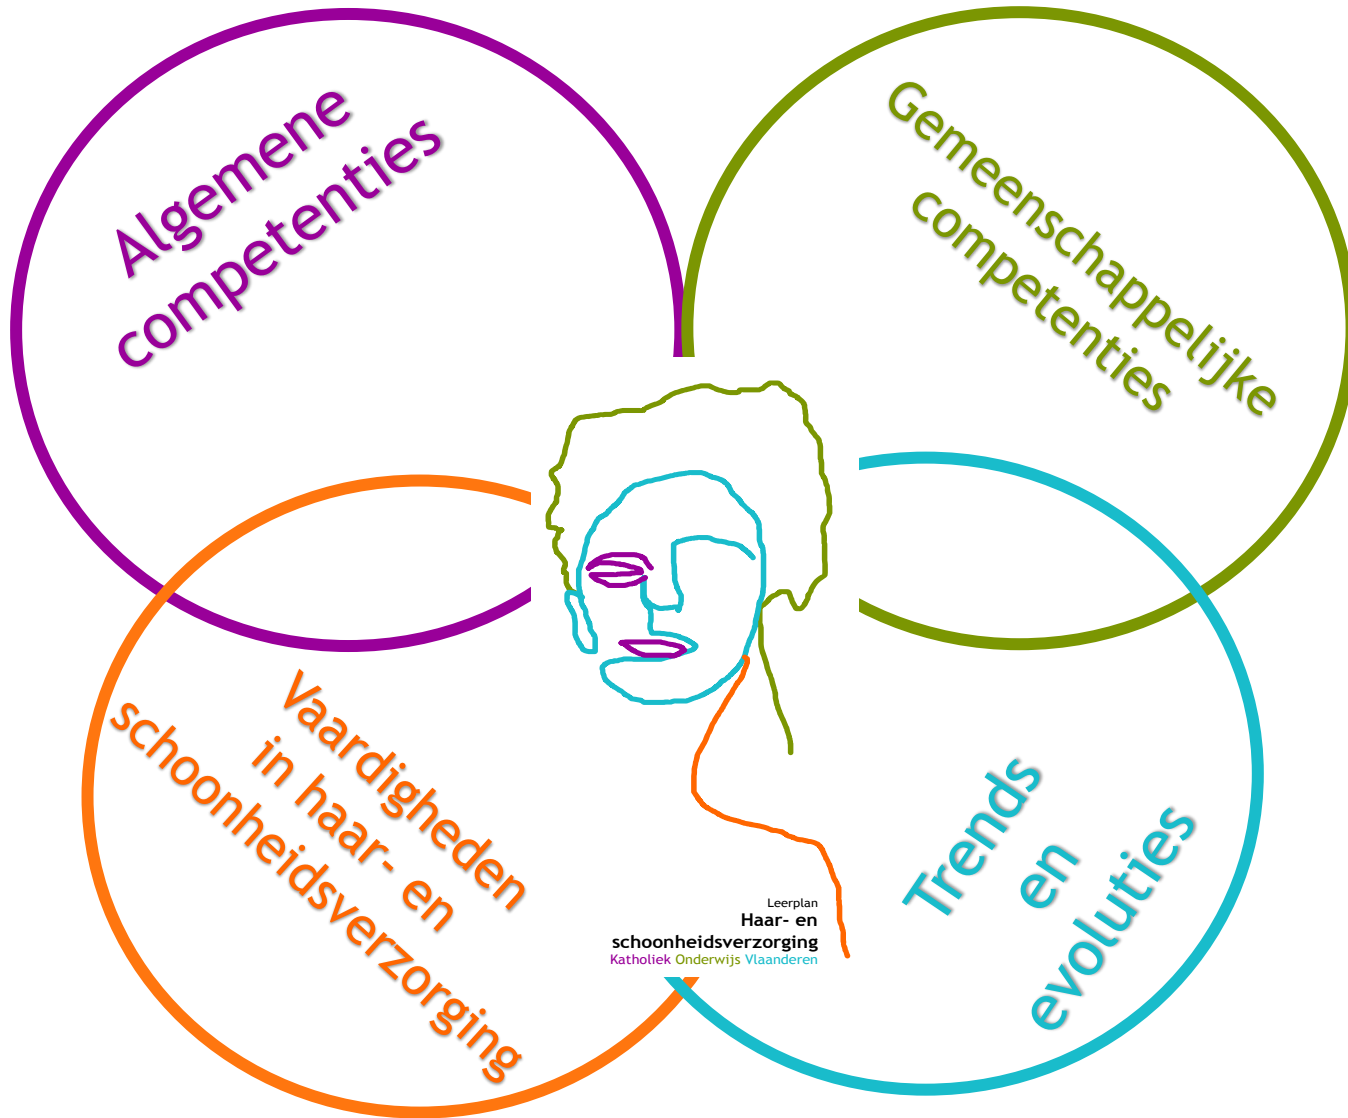 Algemene
competenties
Gemeenschappelijke
competenties
Vaardigheden
in haar- en
schoonheidsverzorging
Trends
en
evoluties
Leerplan
Haar- en
schoonheidsverzorging
Katholiek Onderwijs Vlaanderen